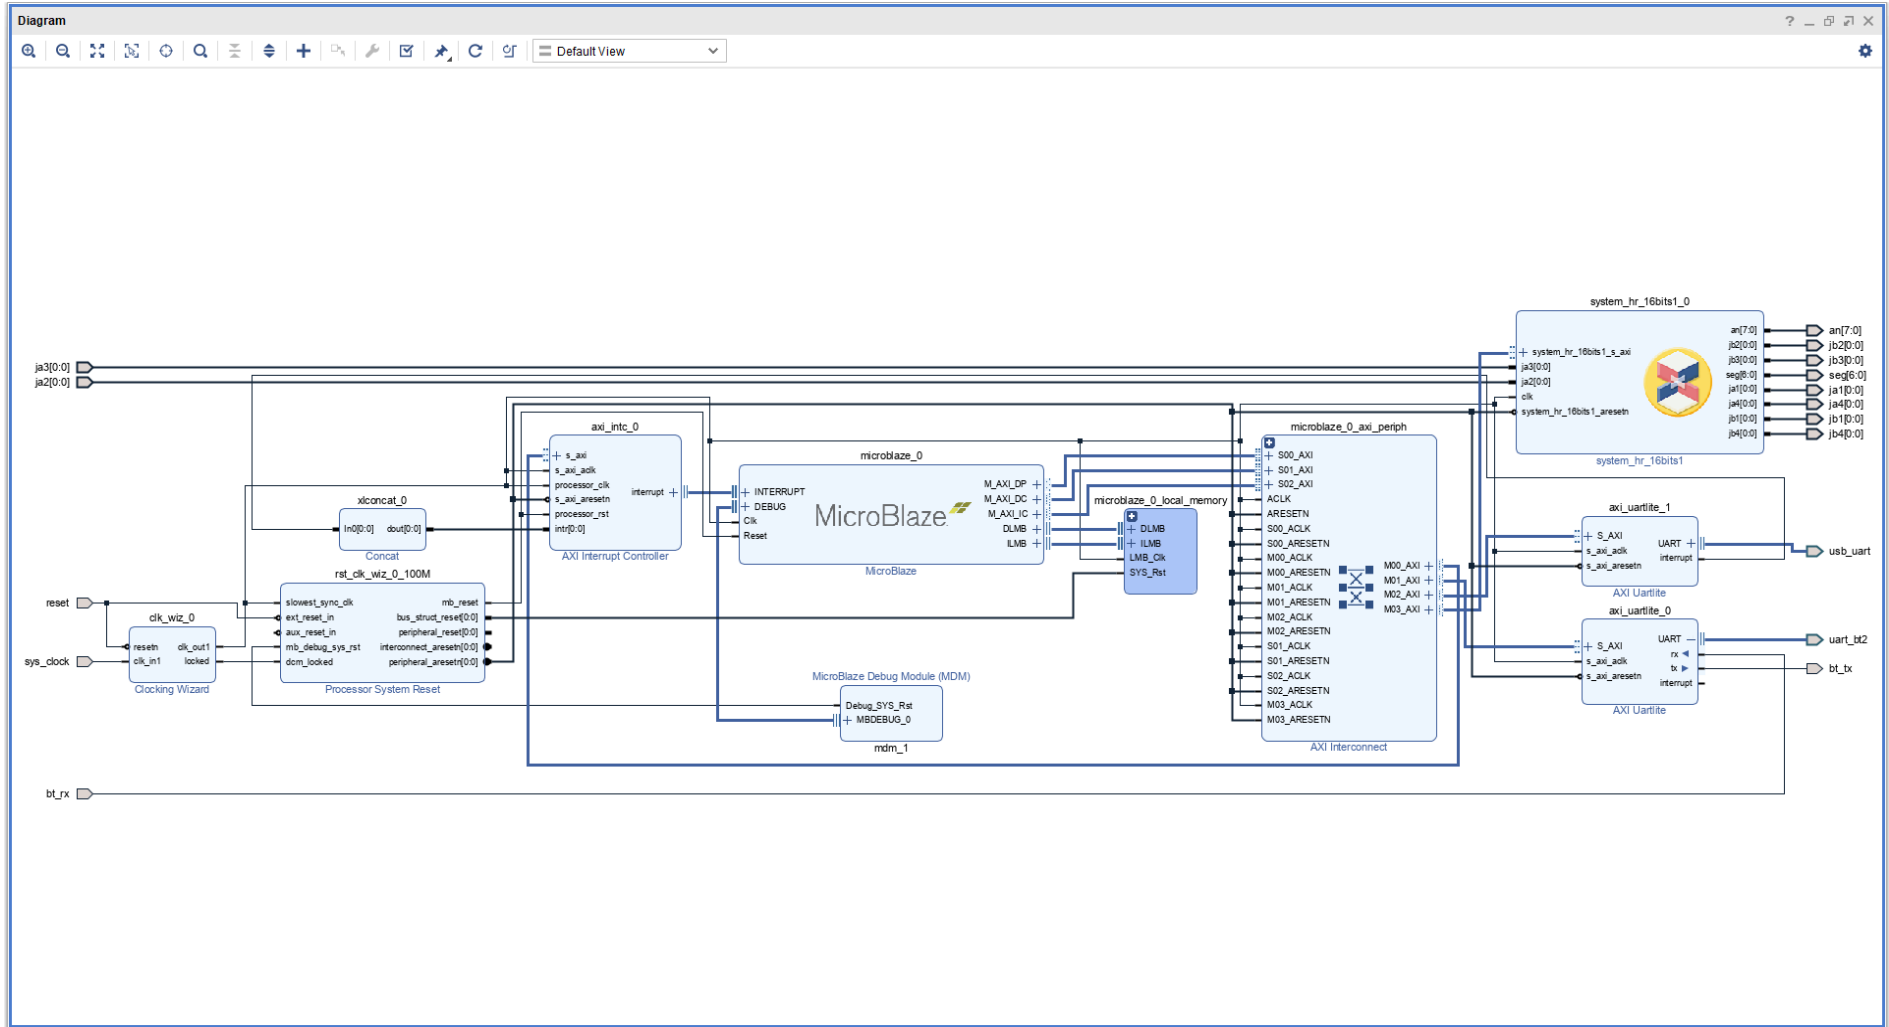 Diagram
Default View
ja3[0:0]
ja2[0:0]
reset
sys_clock
bt_rx
clk_wiz_0
resetn
clk_in1
clk_out1
locked
Clocking Wizard
xlconcat_0
In0[0:0]
dout[0:0]
Concat
rst_clk_wiz_0_100M
slowest_sync_clk
ext_reset_in
aux_reset_in
mb_debug_sys_rst
dcm_locked
mb_reset
bus_struct_reset[0:0]
peripheral_reset[0:0]
interconnect_aresetn[0:0]
peripheral_aresetn[0:0]
Processor System Reset
axi_intc_0
s_axi
s_axi_aclk
processor_clk
s_axi_aresetn
processor_rst
intr[0:0]
interrupt
AXI Interrupt Controller
microblaze_0
INTERRUPT
DEBUG
Clk
Reset
MicroBlaze
M_AXI_DP
M_AXI_DC
M_AXI_IC
DLMB
ILMB
MicroBlaze
MicroBlaze Debug Module (MDM)
Debug_SYS_Rst
MBDEBUG_0
mdm_1
microblaze_0_local_memory
DLMB
ILMB
LMB_Clk
SYS_Rst
microblaze_0_axi_periph
S00_AXI
S01_AXI
S02_AXI
ACLK
ARESETN
S00_ACLK
S00_ARESETN
M00_ACLK
M00_ARESETN
M01_ACLK
M01_ARESETN
M02_ACLK
M02_ARESETN
S01_ACLK
S01_ARESETN
S02_ACLK
S02_ARESETN
M03_ACLK
M03_ARESETN
M00_AXI
M01_AXI
M02_AXI
M03_AXI
AXI Interconnect
system_hr_16bits1_0
system_hr_16bits1_s_axi
ja3[0:0]
ja2[0:0]
clk
system_hr_16bits1_aresetn
an[7:0]
jb2[0:0]
jb3[0:0]
seg[6:0]
ja1[0:0]
ja4[0:0]
jb1[0:0]
jb4[0:0]
system_hr_16bits1
axi_uartlite_1
S_AXI
s_axi_aclk
s_axi_aresetn
UART
interrupt
AXI Uartlite
axi_uartlite_0
S_AXI
s_axi_aclk
s_axi_aresetn
UART
rx
tx
interrupt
AXI Uartlite
an[7:0]
jb2[0:0]
jb3[0:0]
seg[6:0]
ja1[0:0]
ja4[0:0]
jb1[0:0]
jb4[0:0]
usb_uart
uart_bt2
bt_tx